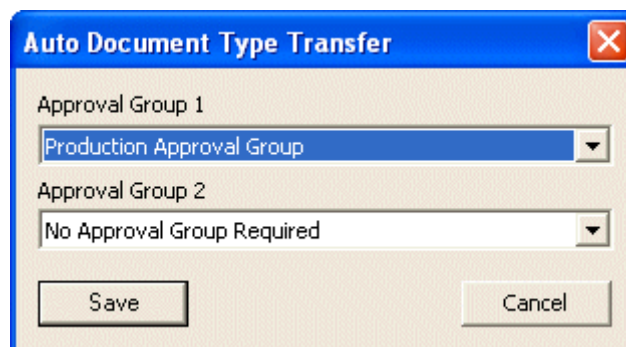 Auto Document Type Transfer
Approval Group 1
Production Approval Group
Approval Group 2
No Approval Group Required
Save
Cancel